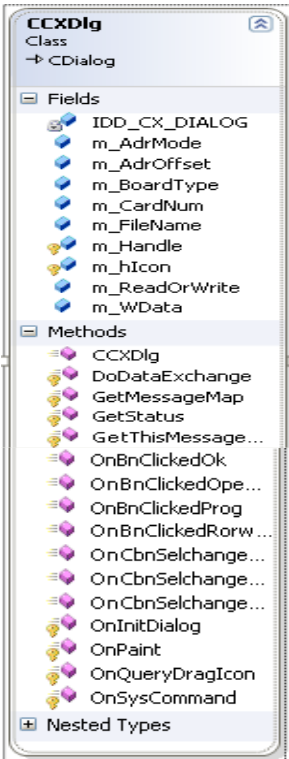 CCXDlg
Class
CDialog
Fields
IDD_CX_DIALOG
m_AdrMode
m_AdrOffset
m_BoardType
m_CardNum
m_FileName
m_Handle
m_hIcon
m_ReadOrWrite
m_WData
Methods
CCXDlg
DoDataExchange
GetMessageMap
GetStatus
GetThisMessage...
OnBnClickedOk
OnBnClickedOpe...
OnBnClickedProg
OnBnClickedRorw...
OnCbnSelchange...
OnCbnSelchange...
OnCbnSelchange...
OnInitDialog
OnPaint
OnQueryDragIcon
OnSysCommand
Nested Types